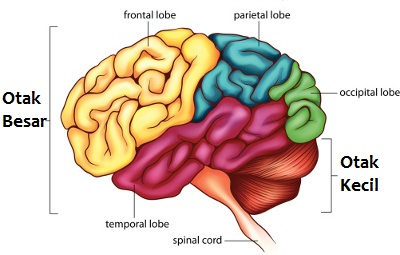 frontal lobe
parietal lobe
Otak
Besar
occipital lobe
Otak
Kecil
temporal lobe
spinal cord